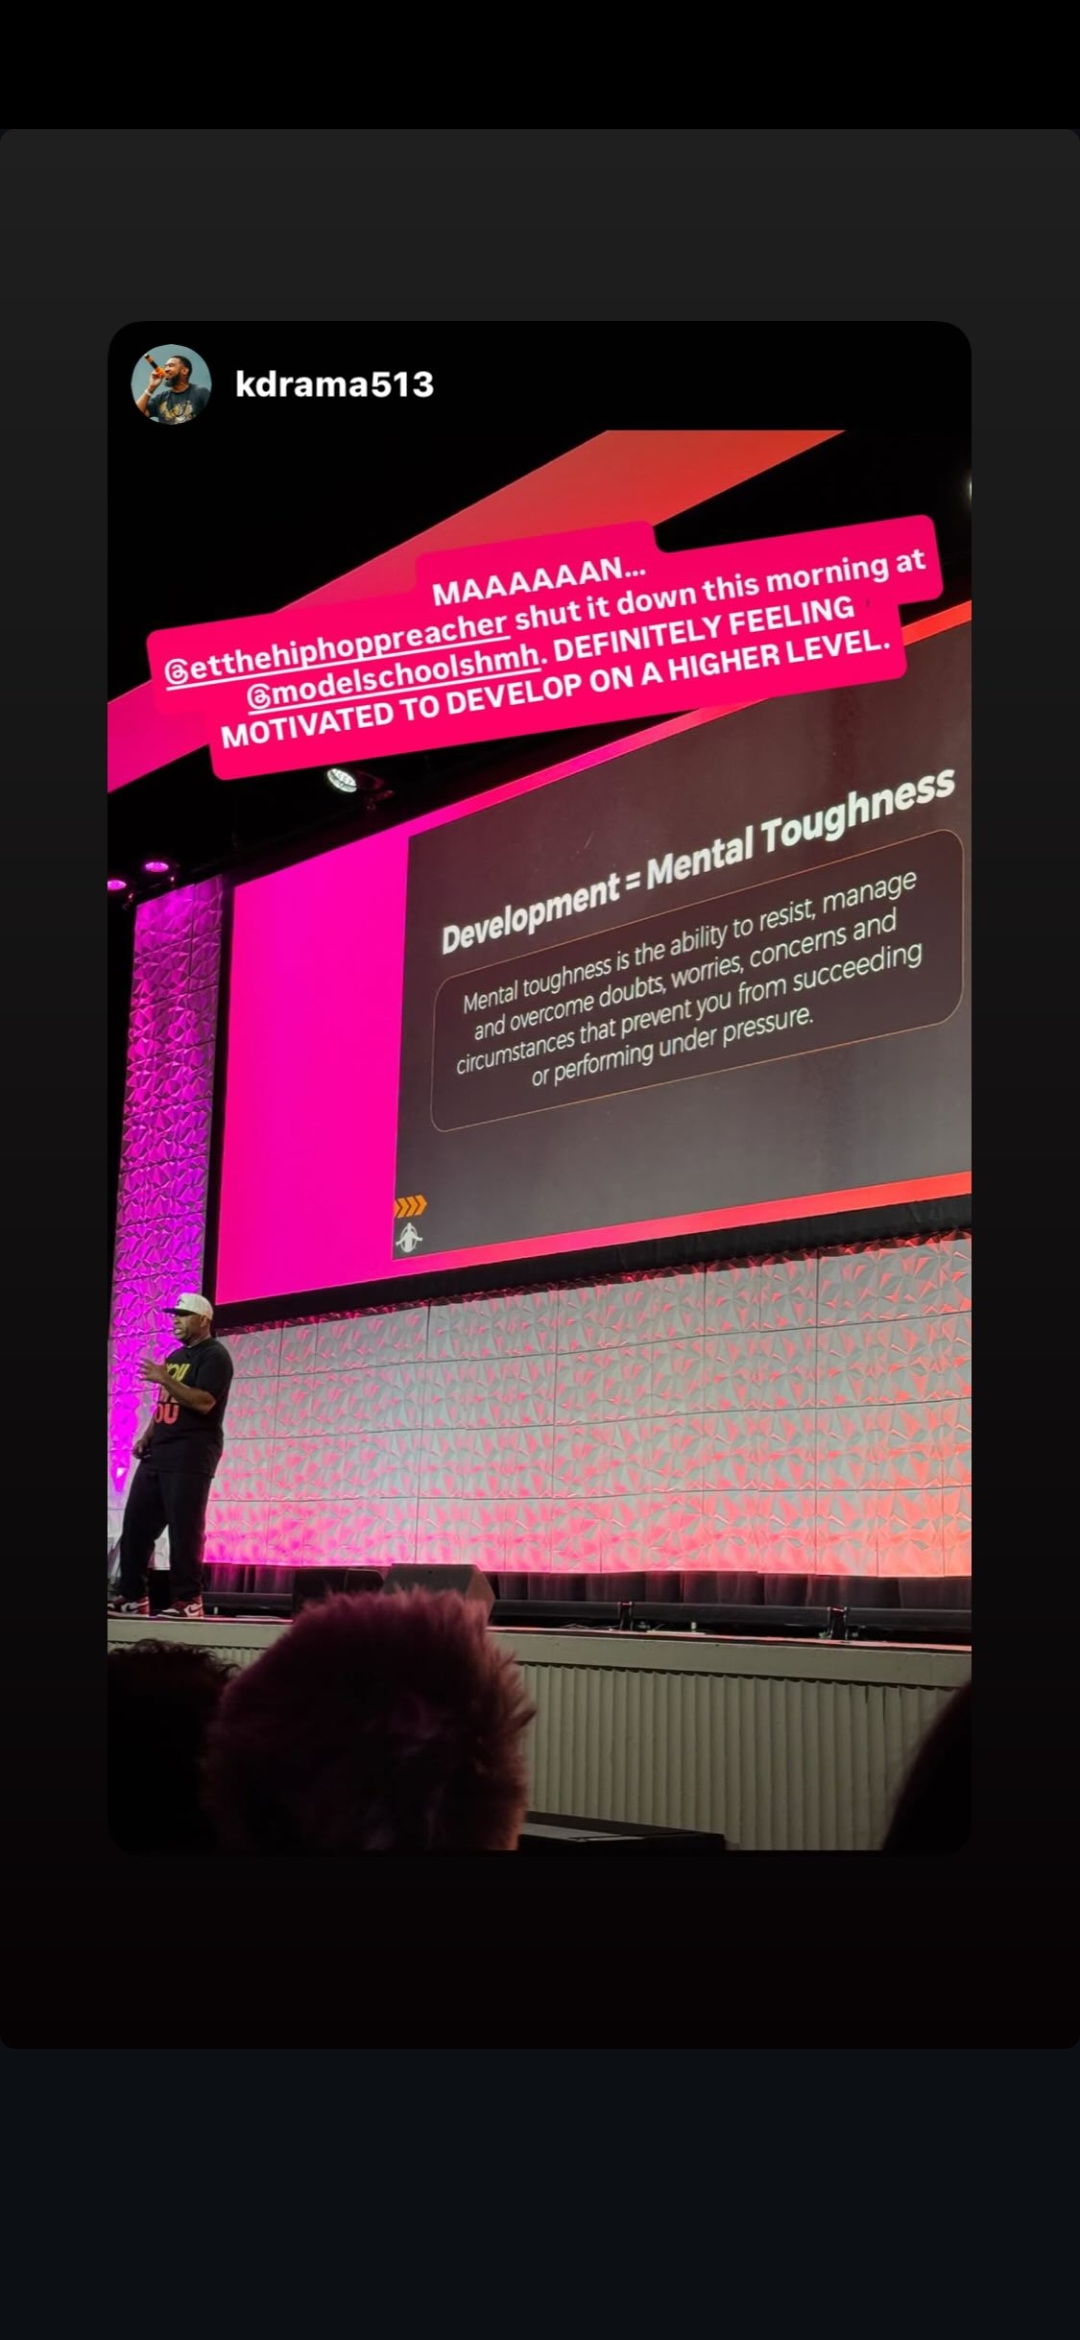 kdrama513
MAAAAAAN...
@etthehiphoppreacher shut it down this morning at
@modelschoolshmh. DEFINITELY FEELING
MOTIVATED TO DEVELOP ON A HIGHER LEVEL.
Development = Mental Toughness
Mental toughness is the ability to resist, manage
and overcome doubts, worries, concerns and
circumstances that prevent you from succeeding
or performing under pressure.